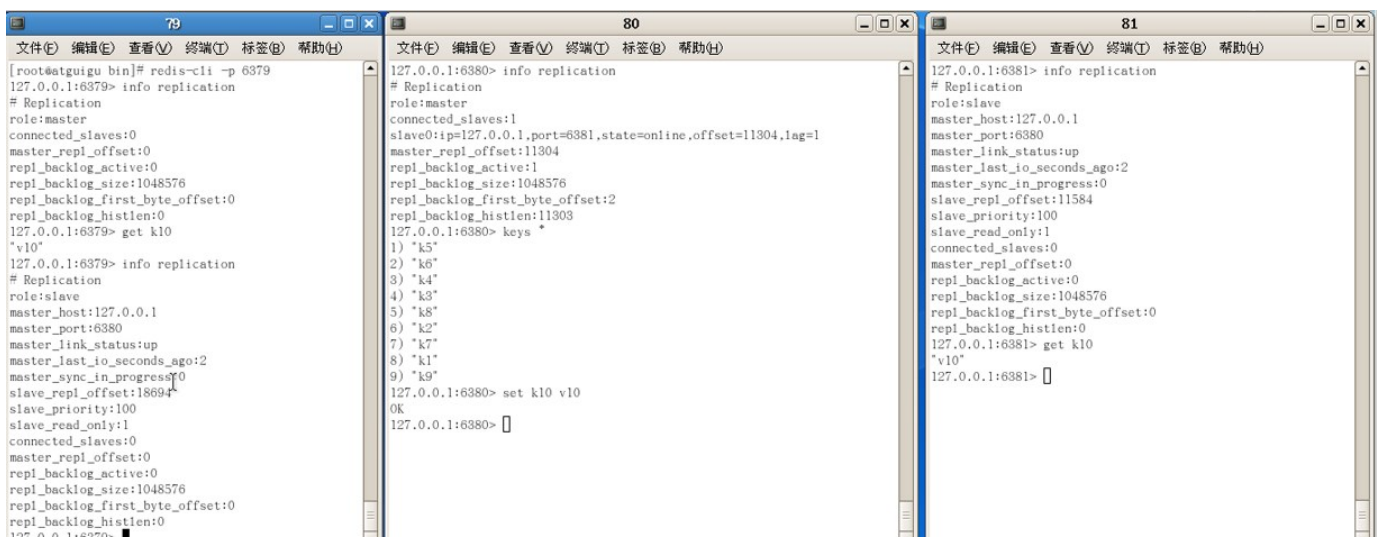 79
文件(F) 编辑(E) 查看(V) 终端(T) 标签(B) 帮助(H)
[root@atguigu bin]# redis-cli -p 6379
127.0.0.1:6379> info replication
# Replication
role:master
connected_slaves:0
master_repl_offset:0
repl_backlog_active:0
repl_backlog_size:1048576
repl_backlog_first_byte_offset:0
repl_backlog_histlen:0
127.0.0.1:6379> get k10
"v10"
127.0.0.1:6379> info replication
# Replication
role:slave
master_host:127.0.0.1
master_port:6380
master_link_status:up
master_last_io_seconds_ago:2
master_sync_in_progress:0
slave_repl_offset:18694
slave_priority:100
slave_read_only:1
connected_slaves:0
master_repl_offset:0
repl_backlog_active:0
repl_backlog_size:1048576
repl_backlog_first_byte_offset:0
repl_backlog_histlen:0
127.0.0.1:6379>
80
文件(F) 编辑(E) 查看(V) 终端(T) 标签(B) 帮助(H)
127.0.0.1:6380> info replication
# Replication
role:master
connected_slaves:1
slave0:ip=127.0.0.1,port=6381,state=online,offset=11304,lag=1
master_repl_offset:11304
repl_backlog_active:1
repl_backlog_size:1048576
repl_backlog_first_byte_offset:2
repl_backlog_histlen:11303
127.0.0.1:6380> keys *
1) "k5"
2) "k6"
3) "k4"
4) "k3"
5) "k8"
6) "k2"
7) "k7"
8) "k1"
9) "k9"
127.0.0.1:6380> set k10 v10
OK
127.0.0.1:6380>
81
文件(F) 编辑(E) 查看(V) 终端(T) 标签(B) 帮助(H)
127.0.0.1:6381> info replication
# Replication
role:slave
master_host:127.0.0.1
master_port:6380
master_link_status:up
master_last_io_seconds_ago:2
master_sync_in_progress:0
slave_repl_offset:11584
slave_priority:100
slave_read_only:1
connected_slaves:0
master_repl_offset:0
repl_backlog_active:0
repl_backlog_size:1048576
repl_backlog_first_byte_offset:0
repl_backlog_histlen:0
127.0.0.1:6381> get k10
"v10"
127.0.0.1:6381>